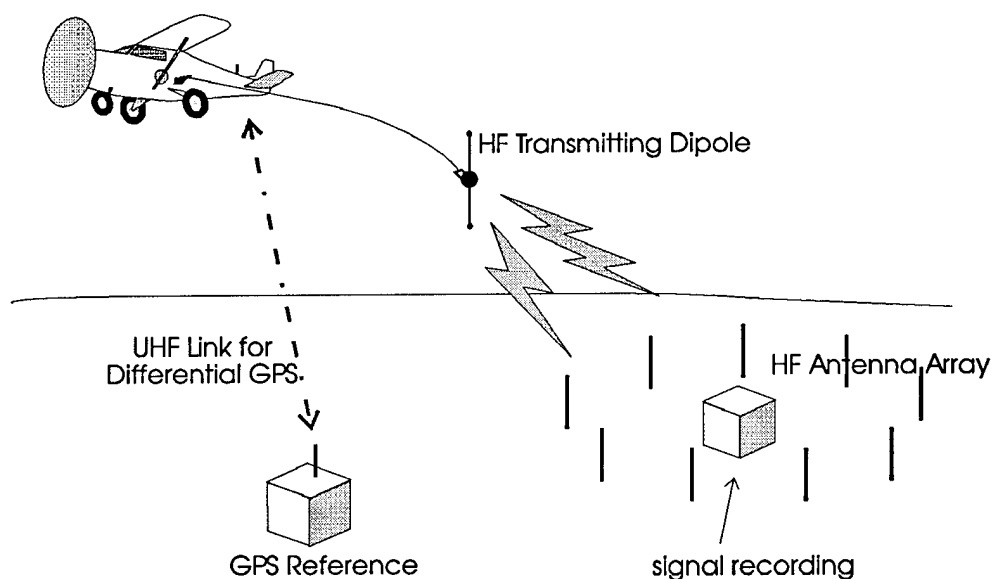 HF Transmitting Dipole
UHF Link for
Differential GPS
HF Antenna Array
GPS Reference
signal recording